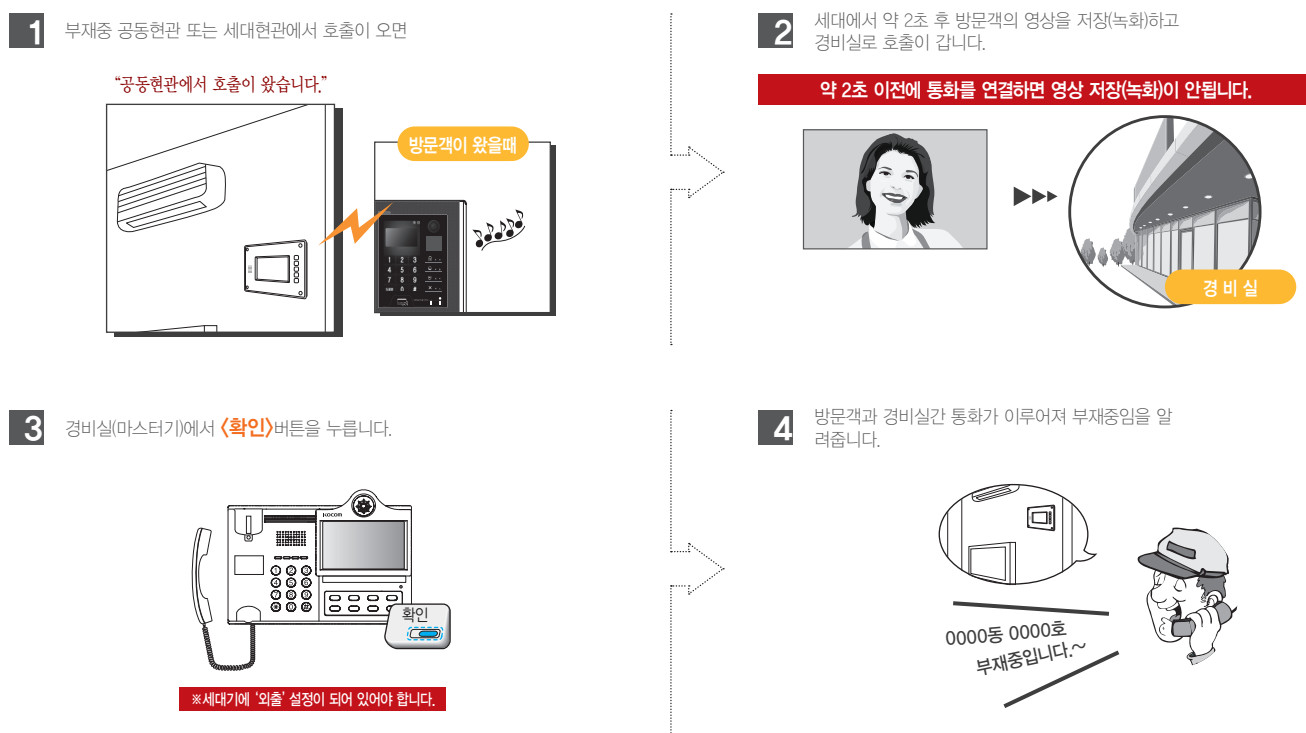 1
부재중 공동현관 또는 세대현관에서 호출이 오면
“공동현관에서 호출이 왔습니다.”
방문객이 왔을때
1 2 3
4 5 6
7 8 9
0 #
2
세대에서 약 2초 후 방문객의 영상을 저장(녹화)하고
경비실로 호출이 갑니다.
약 2초 이전에 통화를 연결하면 영상 저장(녹화)이 안됩니다.
경 비 실
3
경비실(마스터기)에서 <확인>버튼을 누릅니다.
KOCOM
1 2 3
4 5 6
7 8 9
* 0 #
확인
※세대기에 ‘외출’ 설정이 되어 있어야 합니다.
4
방문객과 경비실간 통화가 이루어져 부재중임을 알
려줍니다.
0000동 0000호
부재중입니다.~